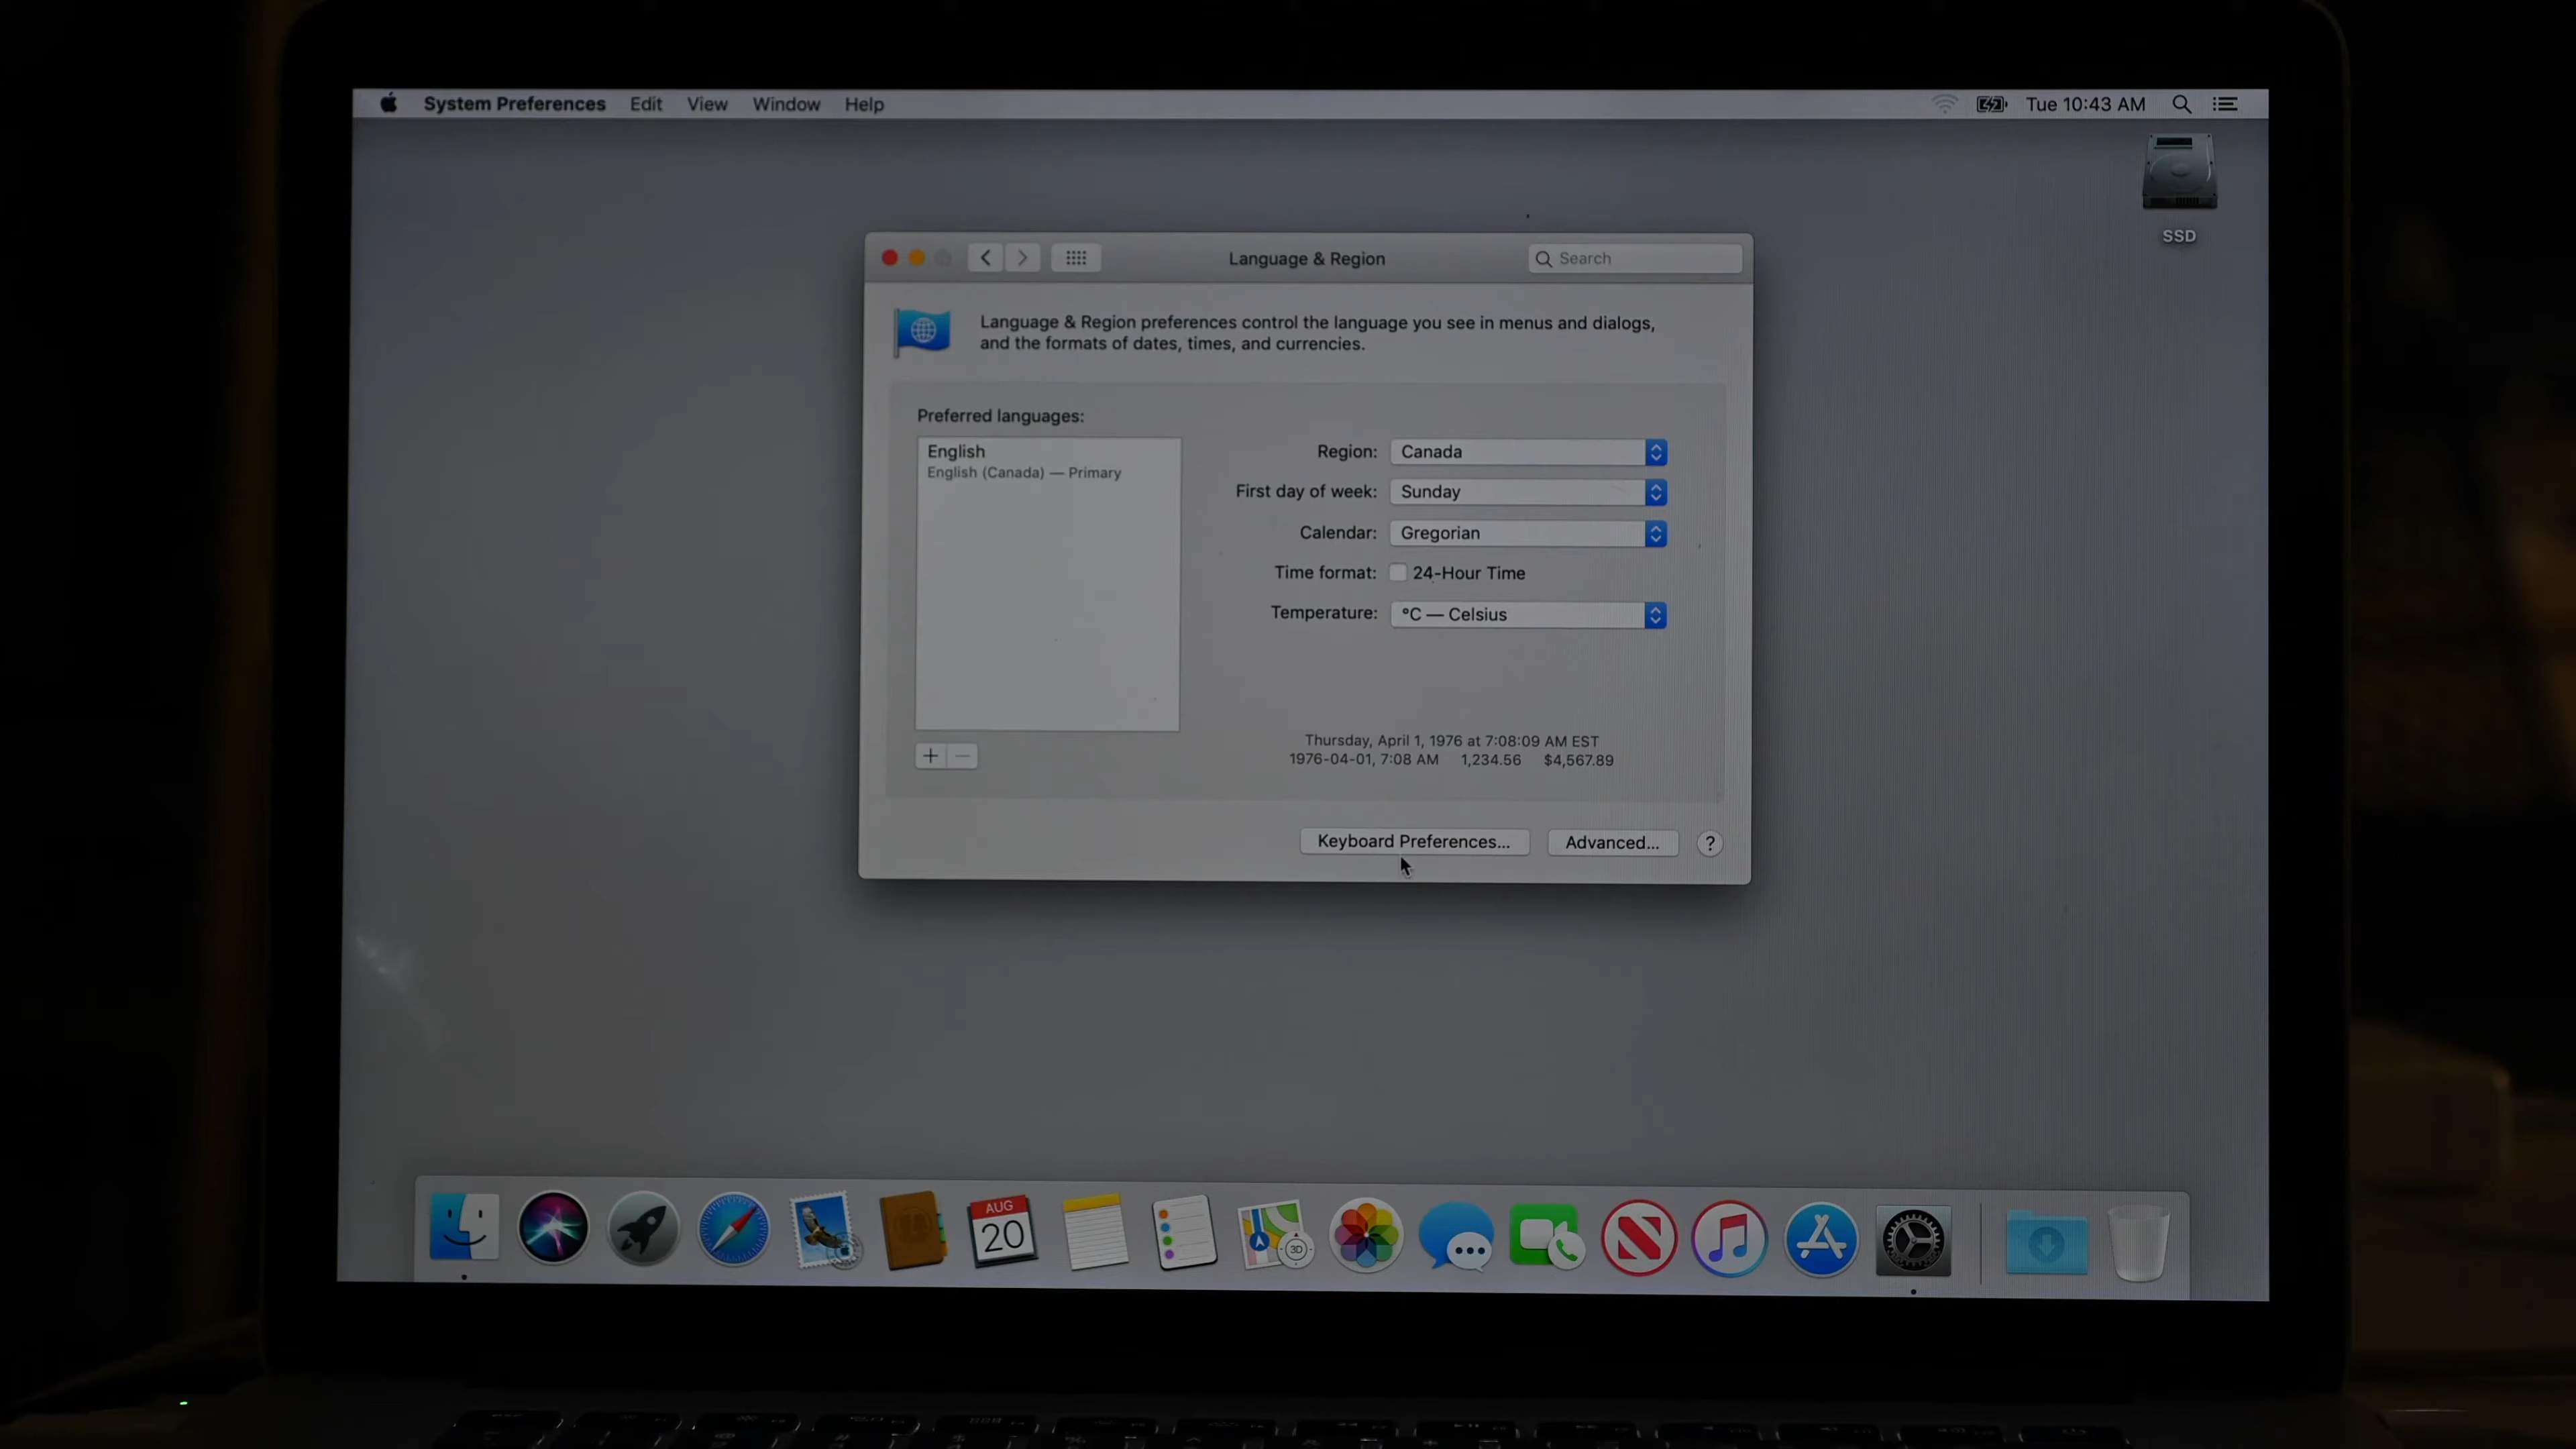 System Preferences Edit View Window Help Tue 10:43 AM
SSD
Language & Region Search
Language & Region preferences control the language you see in menus and dialogs,
and the formats of dates, times, and currencies.
Preferred languages:
English
English (Canada) — Primary
Region: Canada
First day of week: Sunday
Calendar: Gregorian
Time format: 24-Hour Time
Temperature: °C — Celsius
Thursday, April 1, 1976 at 7:08:09 AM EST
1976-04-01, 7:08 AM 1,234.56 $4,567.89
Keyboard Preferences... Advanced... ?
AUG
20
3D